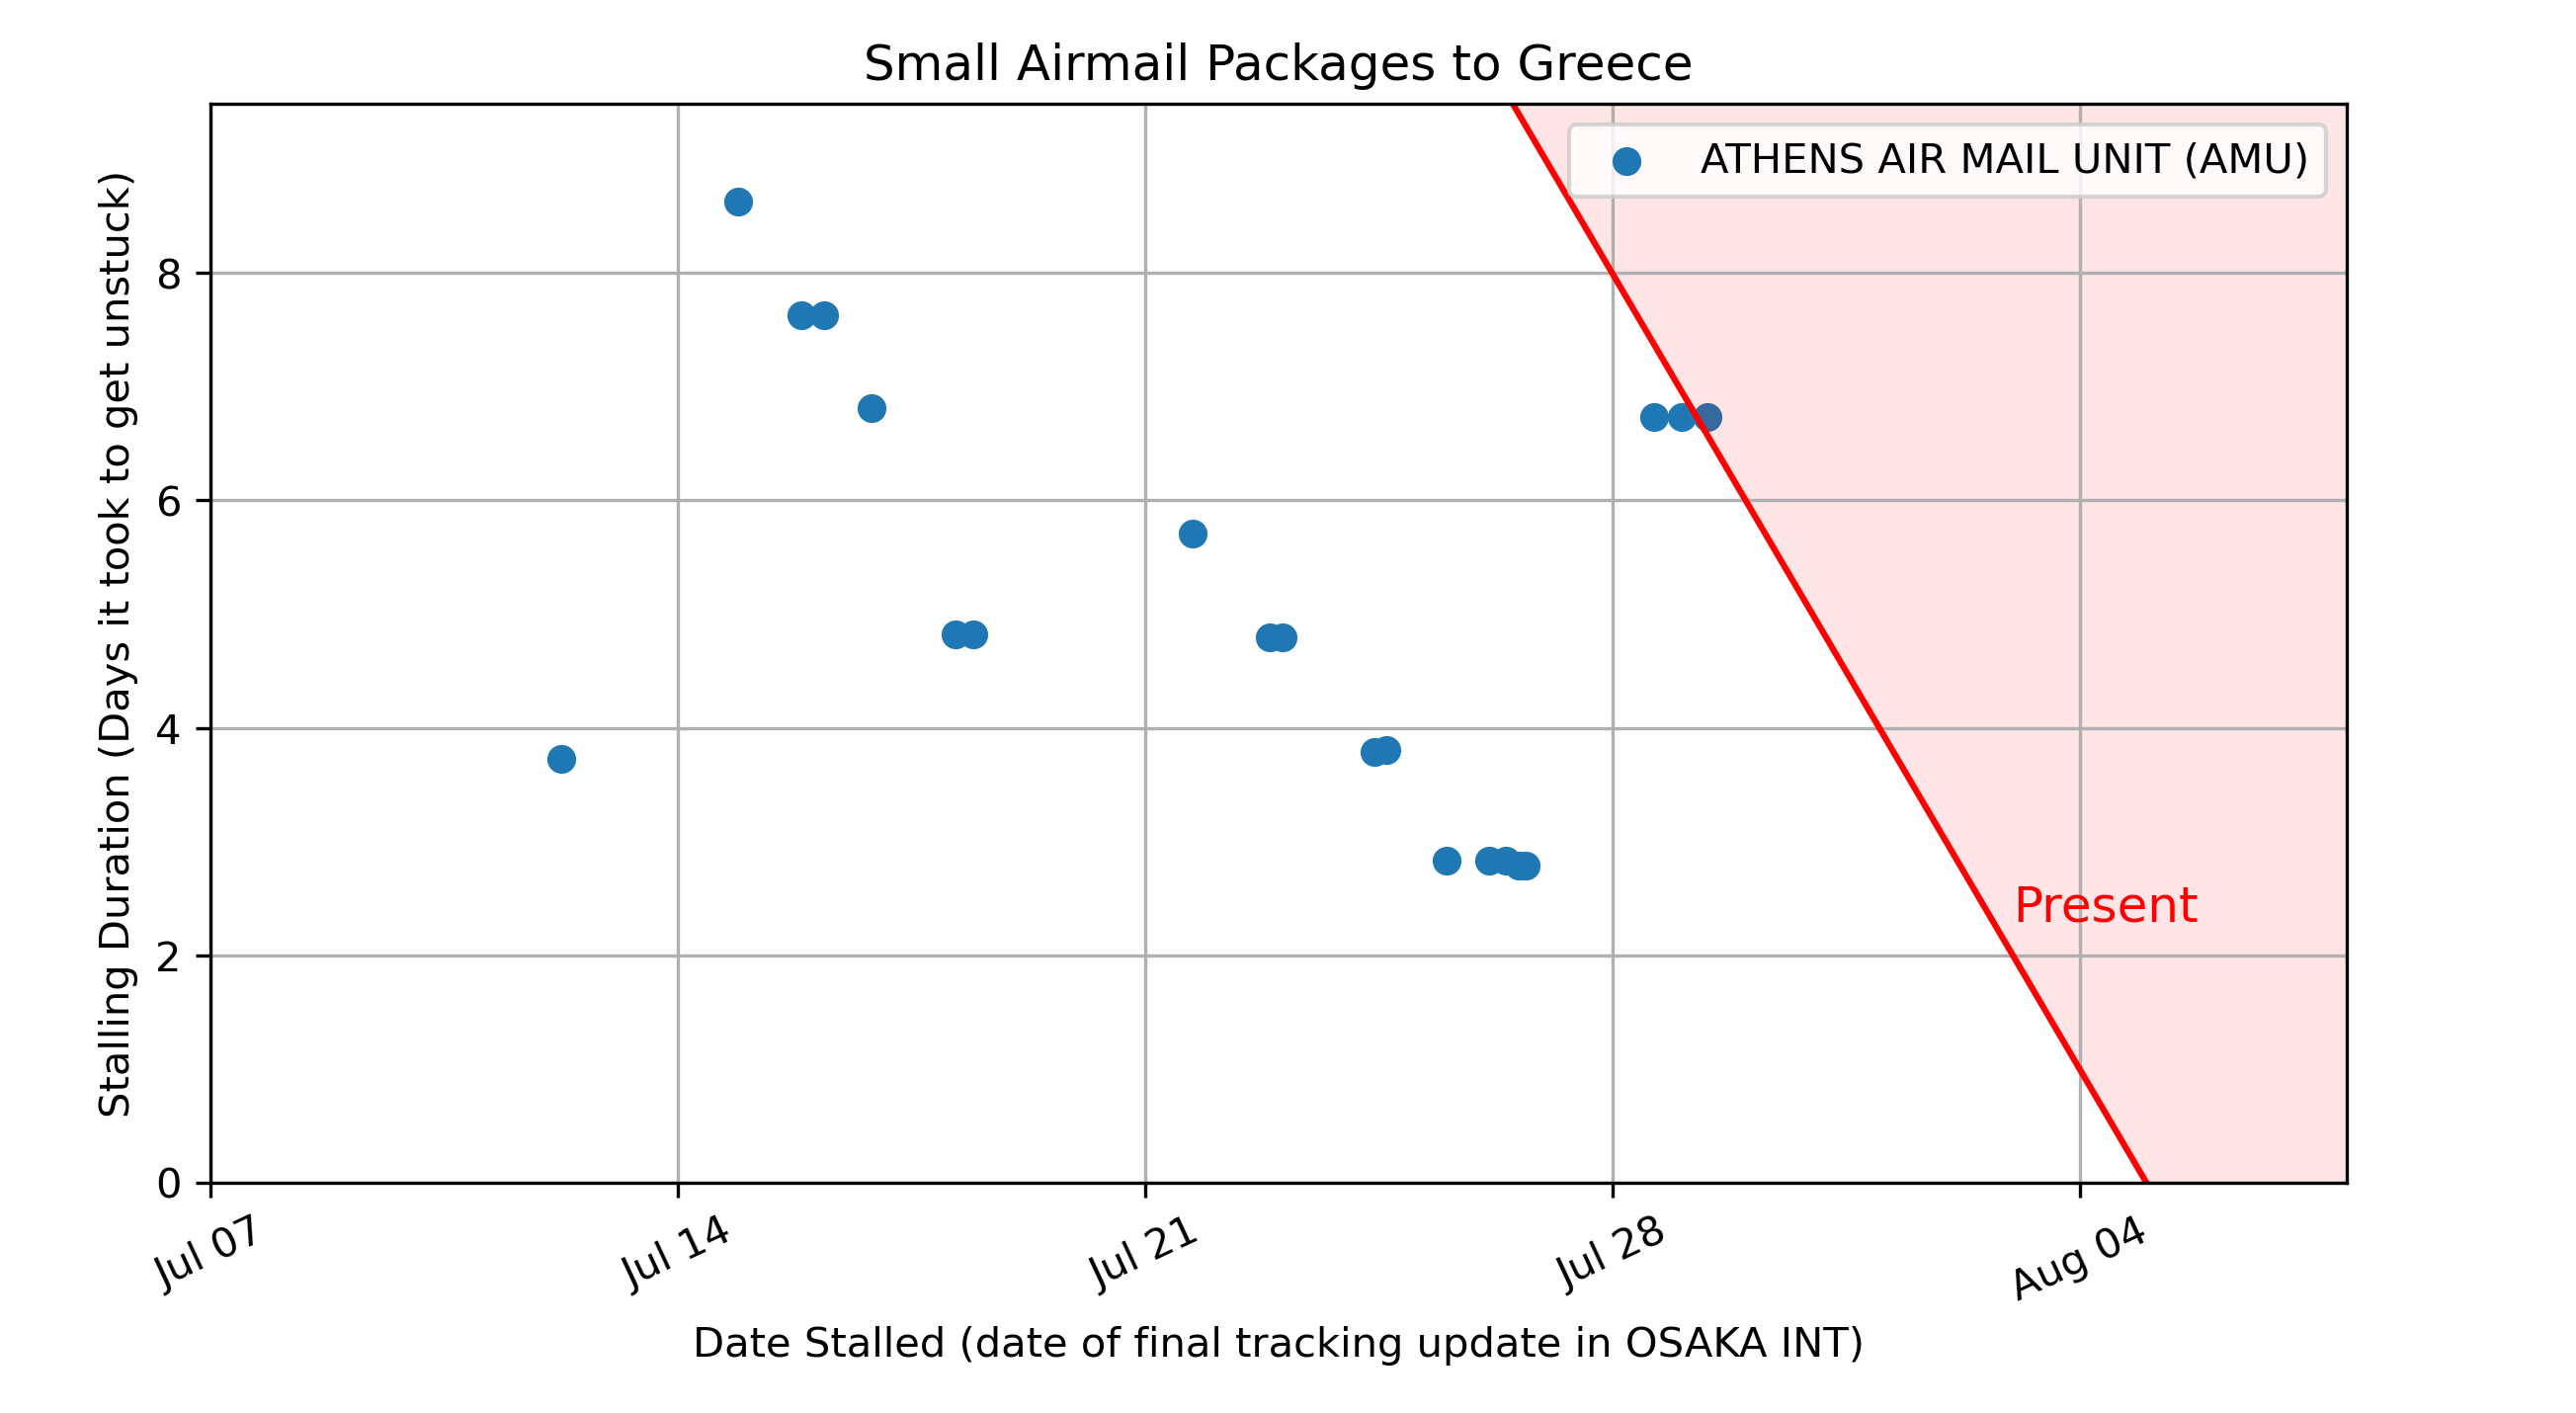 Small Airmail Packages to Greece
ATHENS AIR MAIL UNIT (AMU)
Stalling Duration (Days it took to get unstuck)
8
6
4
2
0
Present
Jul 07
Jul 14
Jul 21
Jul 28
Aug 04
Date Stalled (date of final tracking update in OSAKA INT)